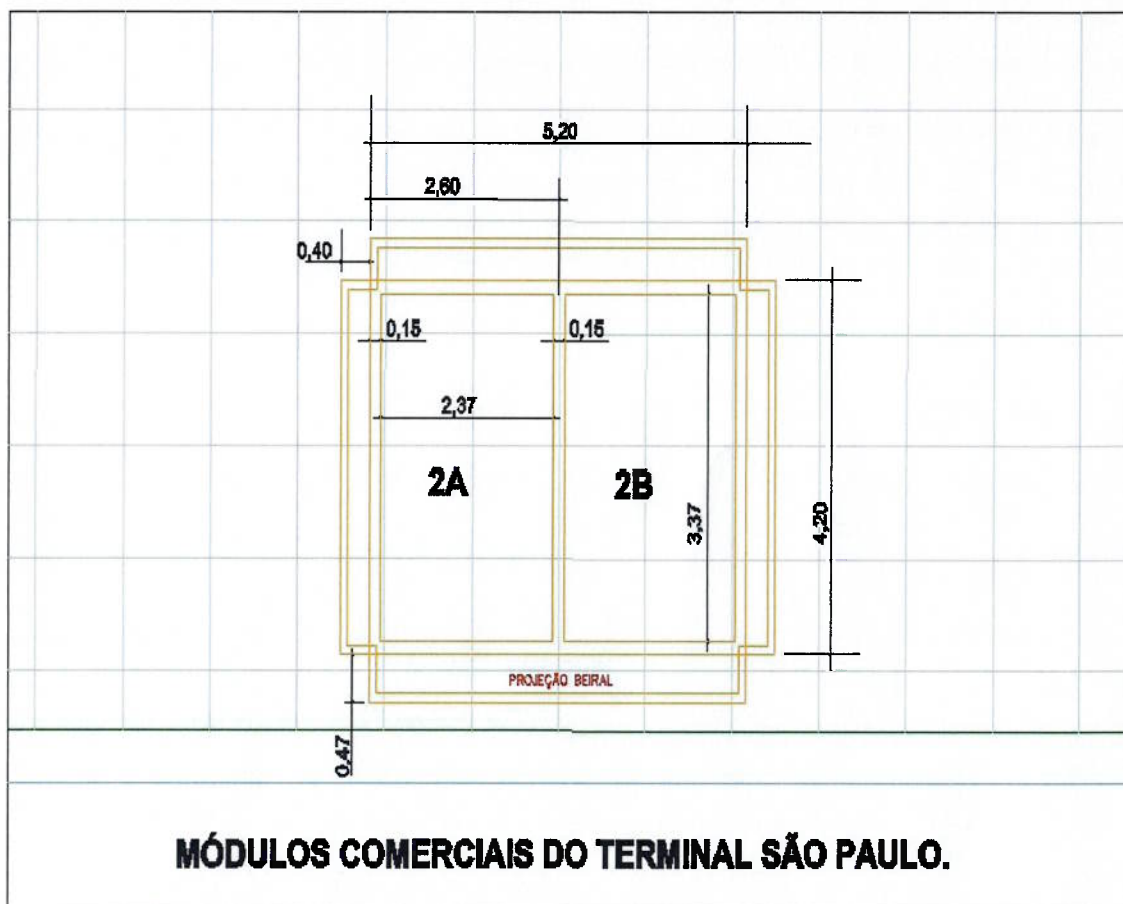 5,20
2,60
0,40
0,15
0,15
2,37
2A
2B
3,37
4,20
PROJEÇÃO BEIRAL
0,47
MÓDULOS COMERCIAIS DO TERMINAL SÃO PAULO.